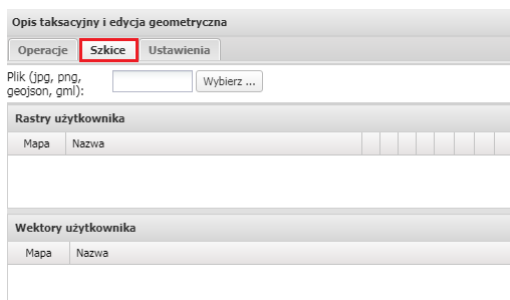 Opis taksacyjny i edycja geometryczna
Operacje Szkice Ustawienia
Plik (jpg, png,
geojson, gml): Wybierz ...
Rastry użytkownika
Mapa Nazwa
Wektory użytkownika
Mapa Nazwa